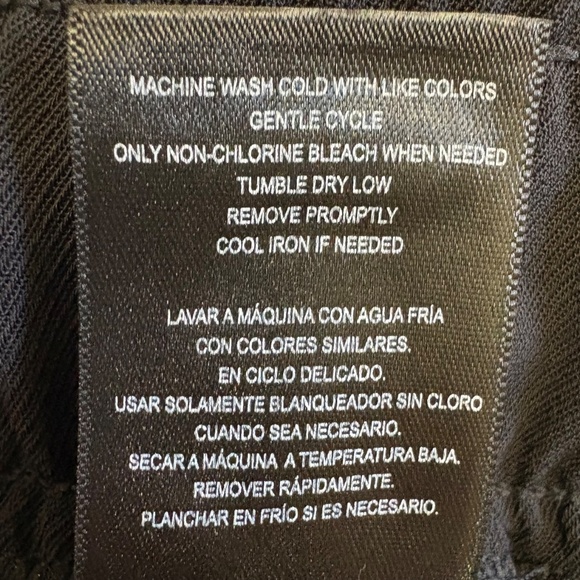 MACHINE WASH COLD WITH LIKE COLORS
GENTLE CYCLE
ONLY NON-CHLORINE BLEACH WHEN NEEDED
TUMBLE DRY LOW
REMOVE PROMPTLY
COOL IRON IF NEEDED
LAVAR A MÁQUINA CON AGUA FRÍA
CON COLORES SIMILARES.
EN CICLO DELICADO.
USAR SOLAMENTE BLANQUEADOR SIN CLORO
CUANDO SEA NECESARIO.
SECAR A MÁQUINA A TEMPERATURA BAJA.
REMOVER RÁPIDAMENTE.
PLANCHAR EN FRÍO SI ES NECESARIO.